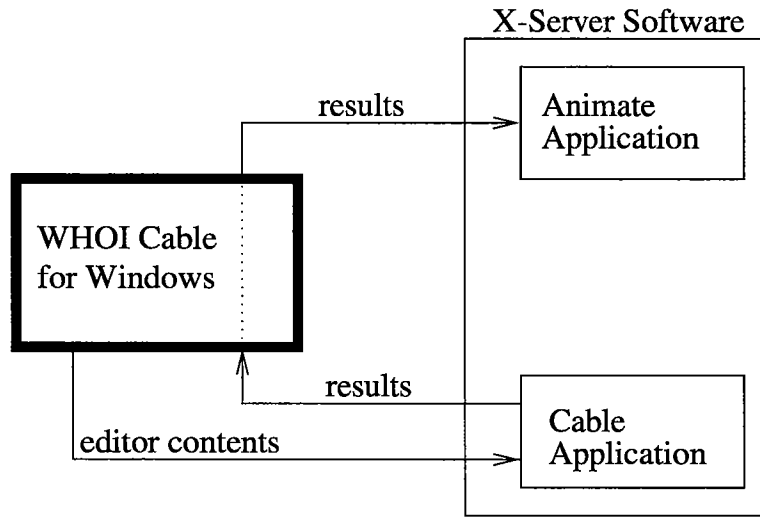 X-Server Software
results
Animate
Application
WHOI Cable
for Windows
results
editor contents
Cable
Application